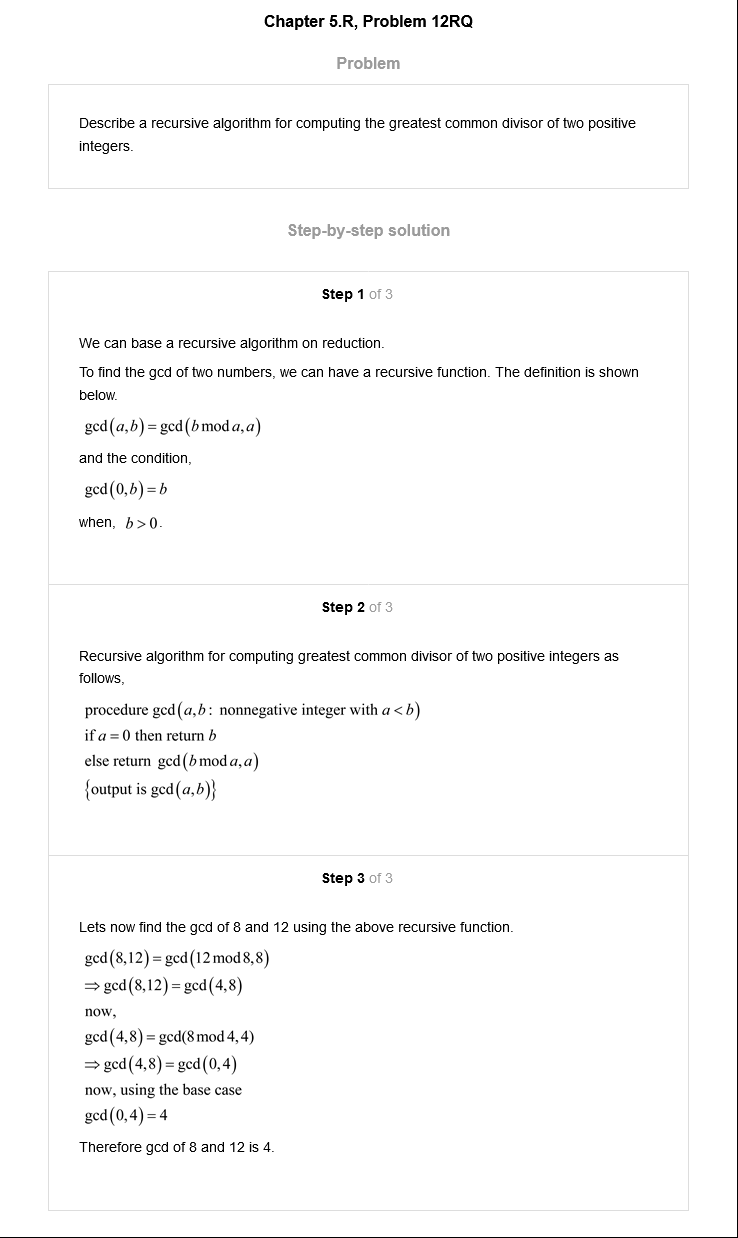 Chapter 5.R, Problem 12RQ
Problem
Describe a recursive algorithm for computing the greatest common divisor of two positive
integers.
Step-by-step solution
Step 1 of 3
We can base a recursive algorithm on reduction.
To find the gcd of two numbers, we can have a recursive function. The definition is shown
below.
gcd(a,b)=gcd(b mod a,a)
and the condition,
gcd(0,b)=b
when, b>0.
Step 2 of 3
Recursive algorithm for computing greatest common divisor of two positive integers as
follows,
procedure gcd(a,b: nonnegative integer with a<b)
if a=0 then return b
else return gcd(b mod a,a)
{output is gcd(a,b)}
Step 3 of 3
Lets now find the gcd of 8 and 12 using the above recursive function.
gcd(8,12)=gcd(12 mod 8,8)
⇒gcd(8,12)=gcd(4,8)
now,
gcd(4,8)=gcd(8 mod 4,4)
⇒gcd(4,8)=gcd(0,4)
now, using the base case
gcd(0,4)=4
Therefore gcd of 8 and 12 is 4.